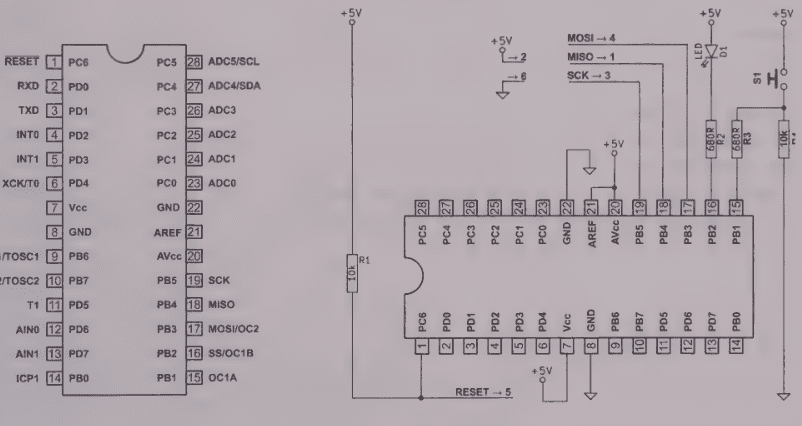 RESET 1 PC6 PC5 28 ADC5/SCL
RXD 2 PD0 PC4 27 ADC4/SDA
TXD 3 PD1 PC3 26 ADC3
INT0 4 PD2 PC2 25 ADC2
INT1 5 PD3 PC1 24 ADC1
XCK/T0 6 PD4 PC0 23 ADC0
7 Vcc GND 22
8 GND AREF 21
/TOSC1 9 PB6 AVcc 20
/TOSC2 10 PB7 PB5 19 SCK
T1 11 PD5 PB4 18 MISO
AIN0 12 PD6 PB3 17 MOSI/OC2
AIN1 13 PD7 PB2 16 SS/OC1B
ICP1 14 PB0 PB1 15 OC1A
+5V
+5V
→ 2
→ 6
MOSI → 4
MISO → 1
SCK → 3
+5V
LED
D1
+5V
S1
680R
R2
680R
R3
10k
+5V
28 27 26 25 24 23 22 21 20 19 18 17 16 15
PC5 PC4 PC3 PC2 PC1 PC0 GND AREF AVcc PB5 PB4 PB3 PB2 PB1
10k
R1
PC6 PD0 PD1 PD2 PD3 PD4 Vcc GND PB6 PB7 PD5 PD6 PD7 PB0
1 2 3 4 5 6 7 8 9 10 11 12 13 14
+5V
RESET → 5